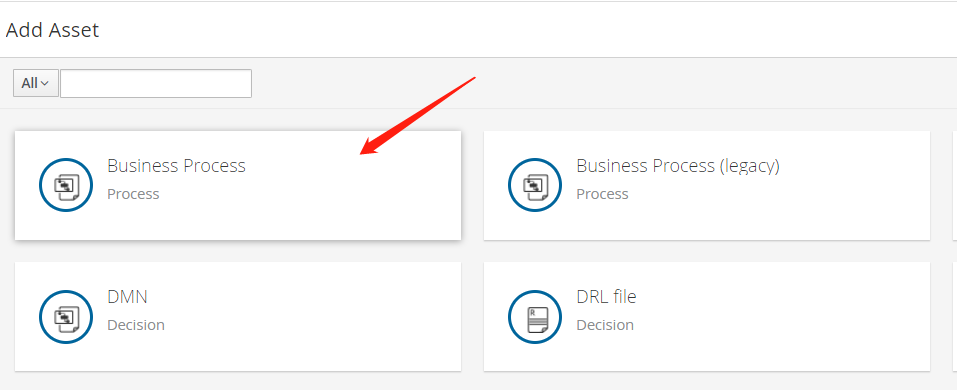 Add Asset
All
Business Process
Process
Business Process (legacy)
Process
DMN
Decision
DRL file
Decision